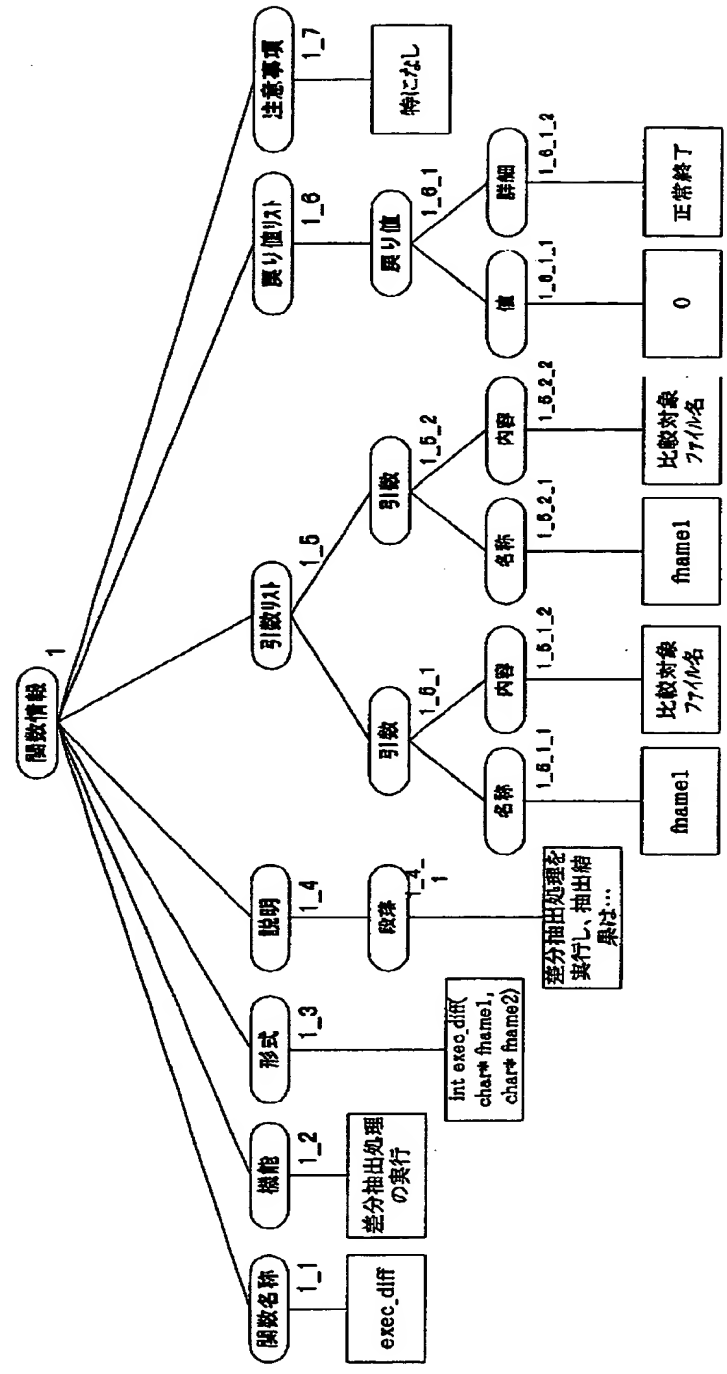 関数情報
1
関数名称
1_1
機能
1_2
形式
1_3
説明
1_4
引数リスト
1_5
戻り値リスト
1_6
注意事項
1_7
exec_diff
差分抽出処理
の実行
段落
1_4_
1
引数
1_5_1
引数
1_5_2
戻り値
1_6_1
特になし
int exec_diff(
char* fname1,
char* fname2)
差分抽出処理を
実行し、抽出結
果は…
名称
1_5_1_1
内容
1_5_1_2
名称
1_5_2_1
内容
1_5_2_2
値
1_6_1_1
詳細
1_6_1_2
fname1
比較対象
ファイル名
fname1
比較対象
ファイル名
0
正常終了